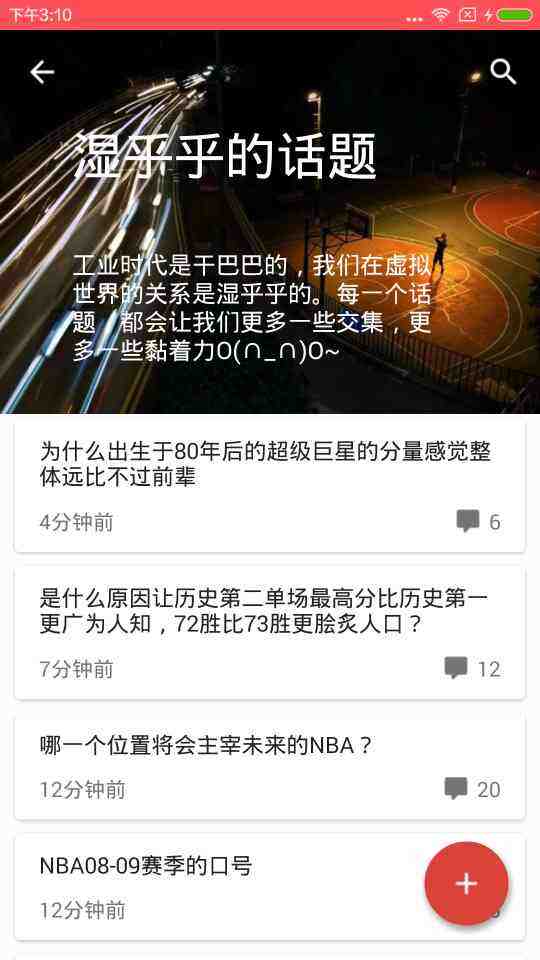 下午3:10
湿乎乎的话题
工业时代是干巴巴的，我们在虚拟
世界的关系是湿乎乎的。每一个话
题，都会让我们更多一些交集，更
多一些黏着力O(∩_∩)O~
为什么出生于80年后的超级巨星的分量感觉整
体远比不过前辈
4分钟前
6
是什么原因让历史第二单场最高分比历史第一
更广为人知，72胜比73胜更脍炙人口？
7分钟前
12
哪一个位置将会主宰未来的NBA？
12分钟前
20
NBA08-09赛季的口号
12分钟前